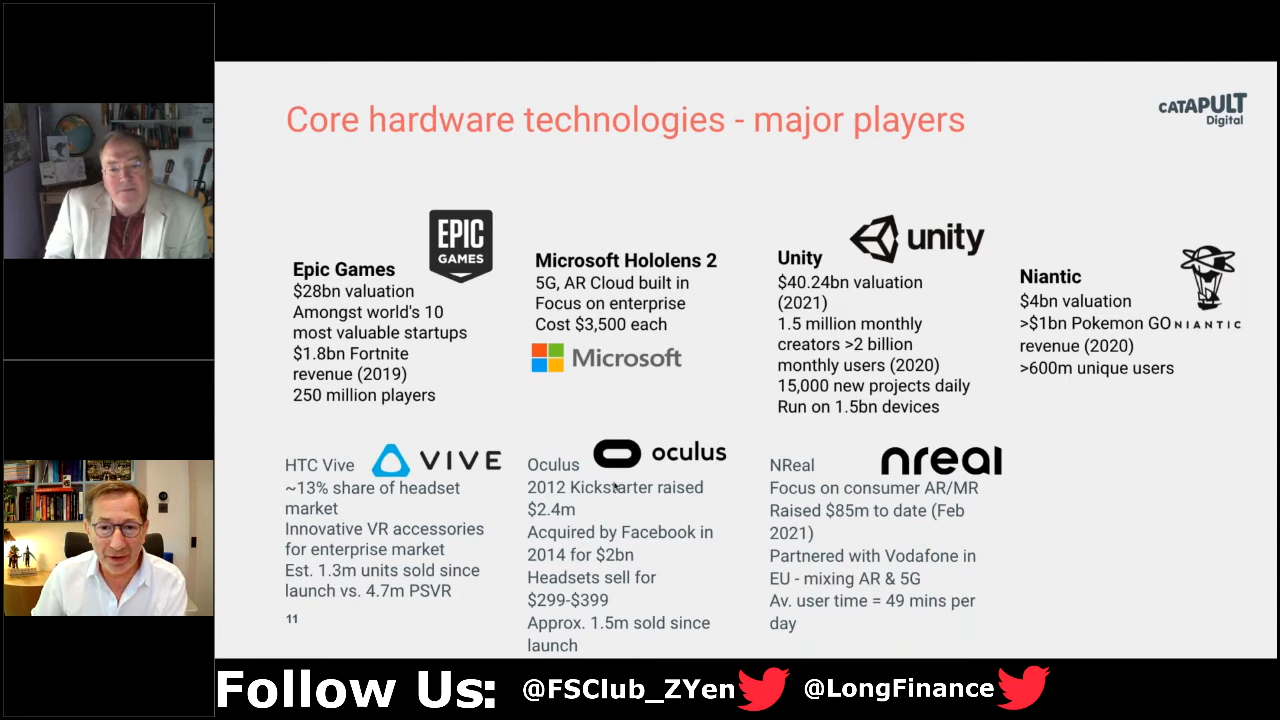 Core hardware technologies - major players
CATAPULT
Digital
EPIC
GAMES
Epic Games
$28bn valuation
Amongst world's 10
most valuable startups
$1.8bn Fortnite
revenue (2019)
250 million players
Microsoft Hololens 2
5G, AR Cloud built in
Focus on enterprise
Cost $3,500 each
Microsoft
unity
Unity
$40.24bn valuation
(2021)
1.5 million monthly
creators >2 billion
monthly users (2020)
15,000 new projects daily
Run on 1.5bn devices
Niantic
$4bn valuation
>$1bn Pokemon GO
revenue (2020)
>600m unique users
NIANTIC
HTC Vive
VIVE
~13% share of headset
market
Innovative VR accessories
for enterprise market
Est. 1.3m units sold since
launch vs. 4.7m PSVR
Oculus
oculus
2012 Kickstarter raised
$2.4m
Acquired by Facebook in
2014 for $2bn
Headsets sell for
$299-$399
Approx. 1.5m sold since
launch
NReal
nreal
Focus on consumer AR/MR
Raised $85m to date (Feb
2021)
Partnered with Vodafone in
EU - mixing AR & 5G
Av. user time = 49 mins per
day
11
Follow Us: @FSClub_ZYen @LongFinance